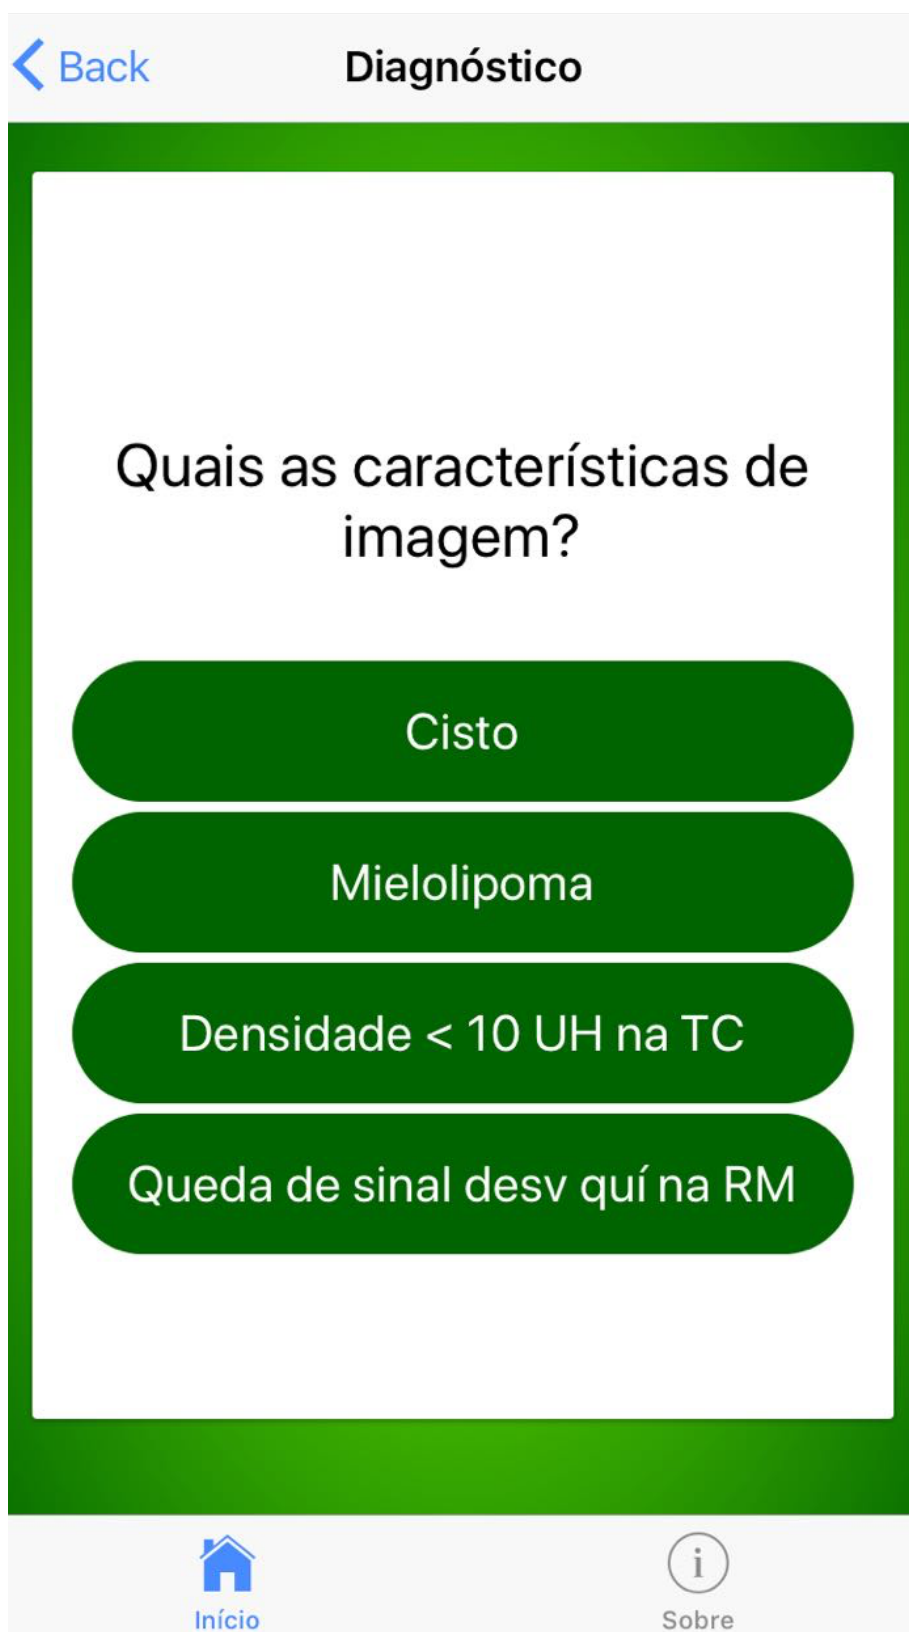 Back
Diagnóstico
Quais as características de
imagem?
Cisto
Mielolipoma
Densidade < 10 UH na TC
Queda de sinal desv quí na RM
Início
Sobre